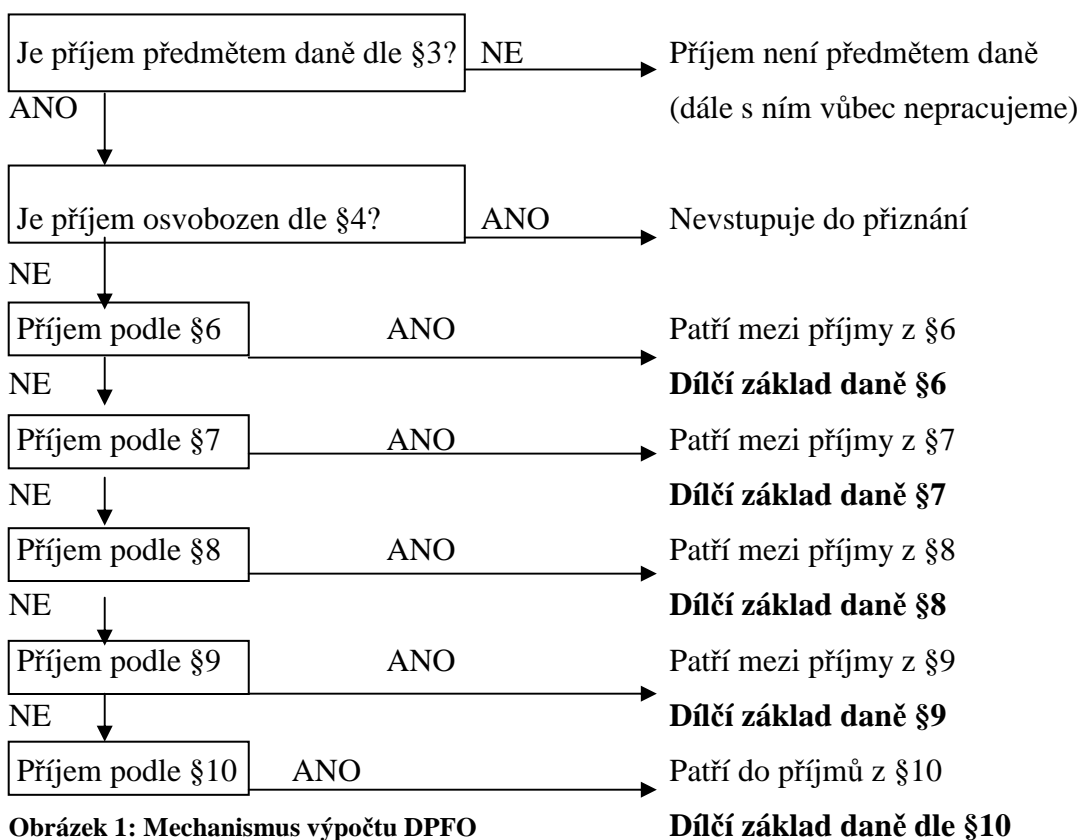 Je příjem předmětem daně dle §3? NE Příjem není předmětem daně
ANO (dále s ním vůbec nepracujeme)
Je příjem osvobozen dle §4? ANO Nevstupuje do přiznání
NE
Příjem podle §6 ANO Patří mezi příjmy z §6
NE Dílčí základ daně §6
Příjem podle §7 ANO Patří mezi příjmy z §7
NE Dílčí základ daně §7
Příjem podle §8 ANO Patří mezi příjmy z §8
NE Dílčí základ daně §8
Příjem podle §9 ANO Patří mezi příjmy z §9
NE Dílčí základ daně §9
Příjem podle §10 ANO Patří do příjmů z §10
Obrázek 1: Mechanismus výpočtu DPFO Dílčí základ daně dle §10